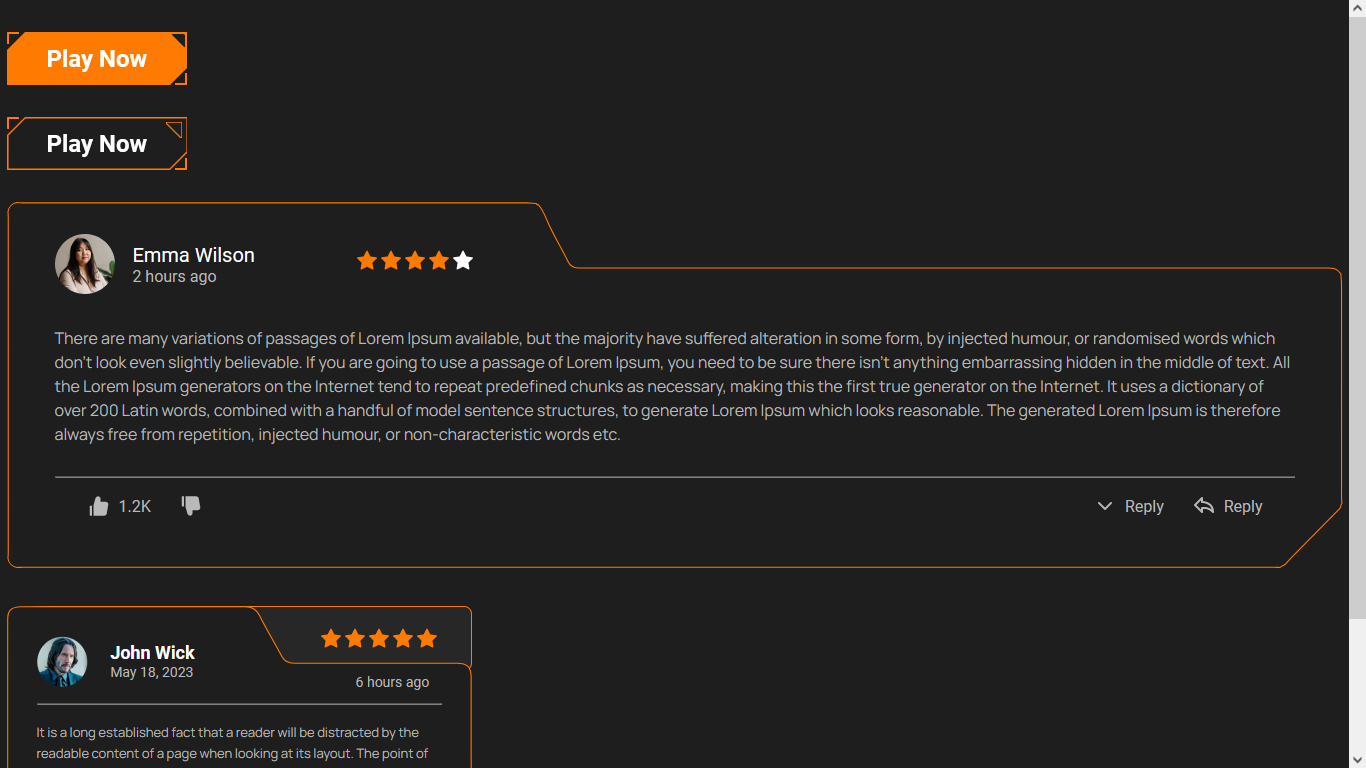 Play Now
Play Now
Emma Wilson
2 hours ago
There are many variations of passages of Lorem Ipsum available, but the majority have suffered alteration in some form, by injected humour, or randomised words which
don't look even slightly believable. If you are going to use a passage of Lorem Ipsum, you need to be sure there isn't anything embarrassing hidden in the middle of text. All
the Lorem Ipsum generators on the Internet tend to repeat predefined chunks as necessary, making this the first true generator on the Internet. It uses a dictionary of
over 200 Latin words, combined with a handful of model sentence structures, to generate Lorem Ipsum which looks reasonable. The generated Lorem Ipsum is therefore
always free from repetition, injected humour, or non-characteristic words etc.
1.2K
Reply
Reply
John Wick
May 18, 2023
6 hours ago
It is a long established fact that a reader will be distracted by the
readable content of a page when looking at its layout. The point of